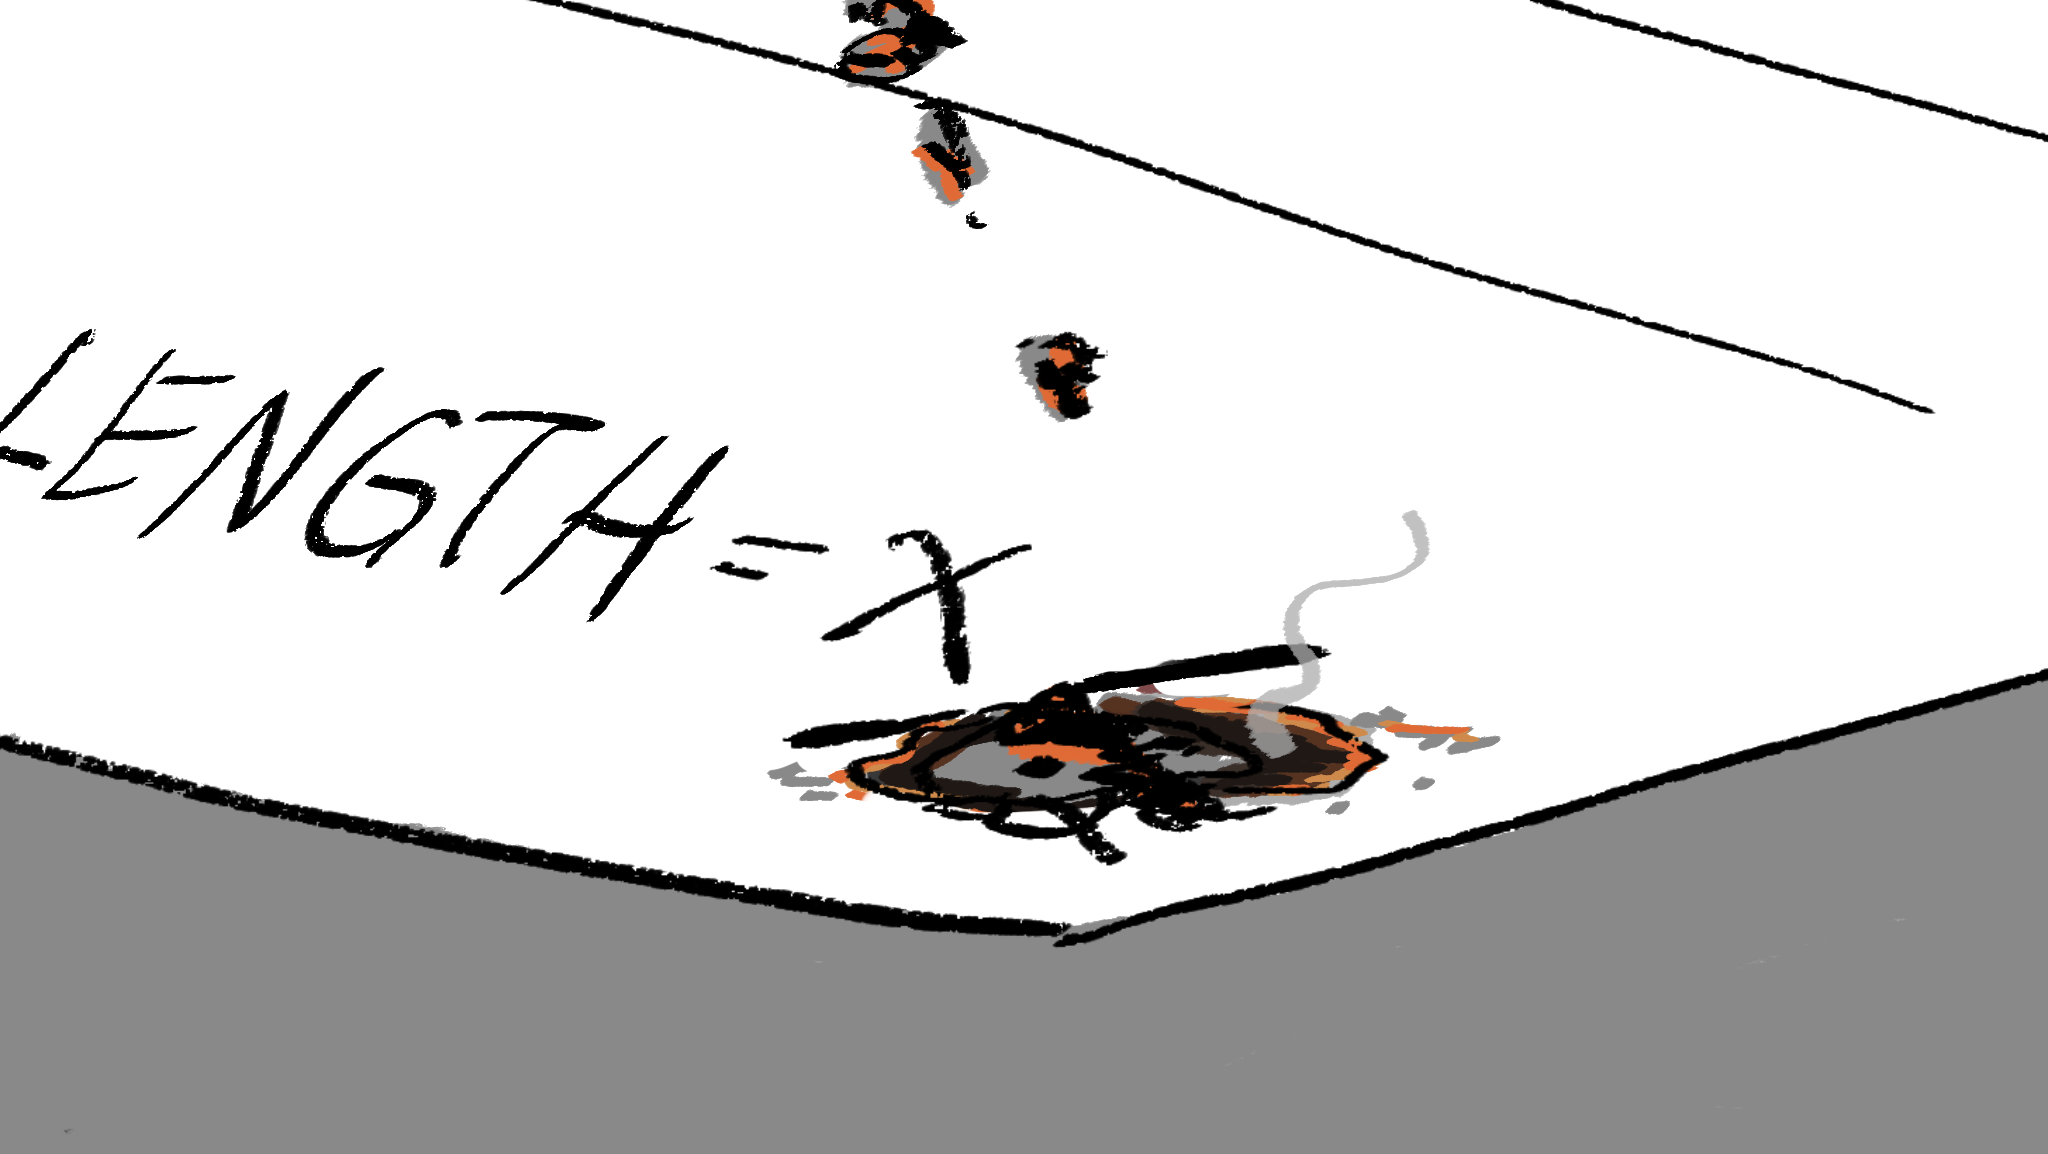 LENGTH = X